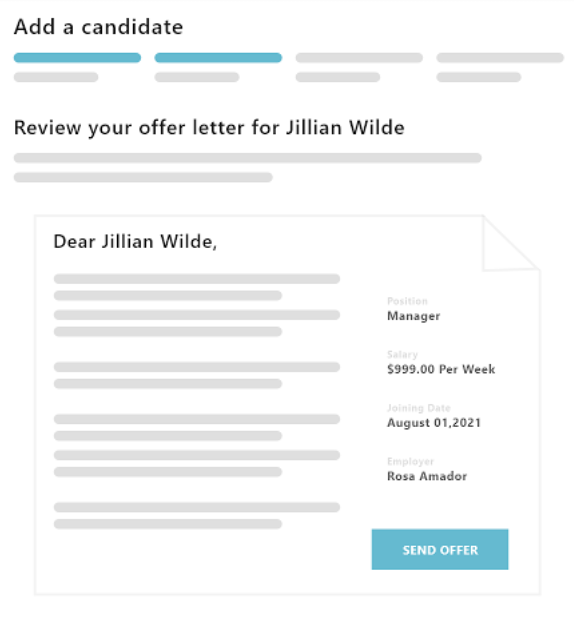 Add a candidate
Review your offer letter for Jillian Wilde
Dear Jillian Wilde,
Position
Manager
Salary
$999.00 Per Week
Joining Date
August 01,2021
Employer
Rosa Amador
SEND OFFER